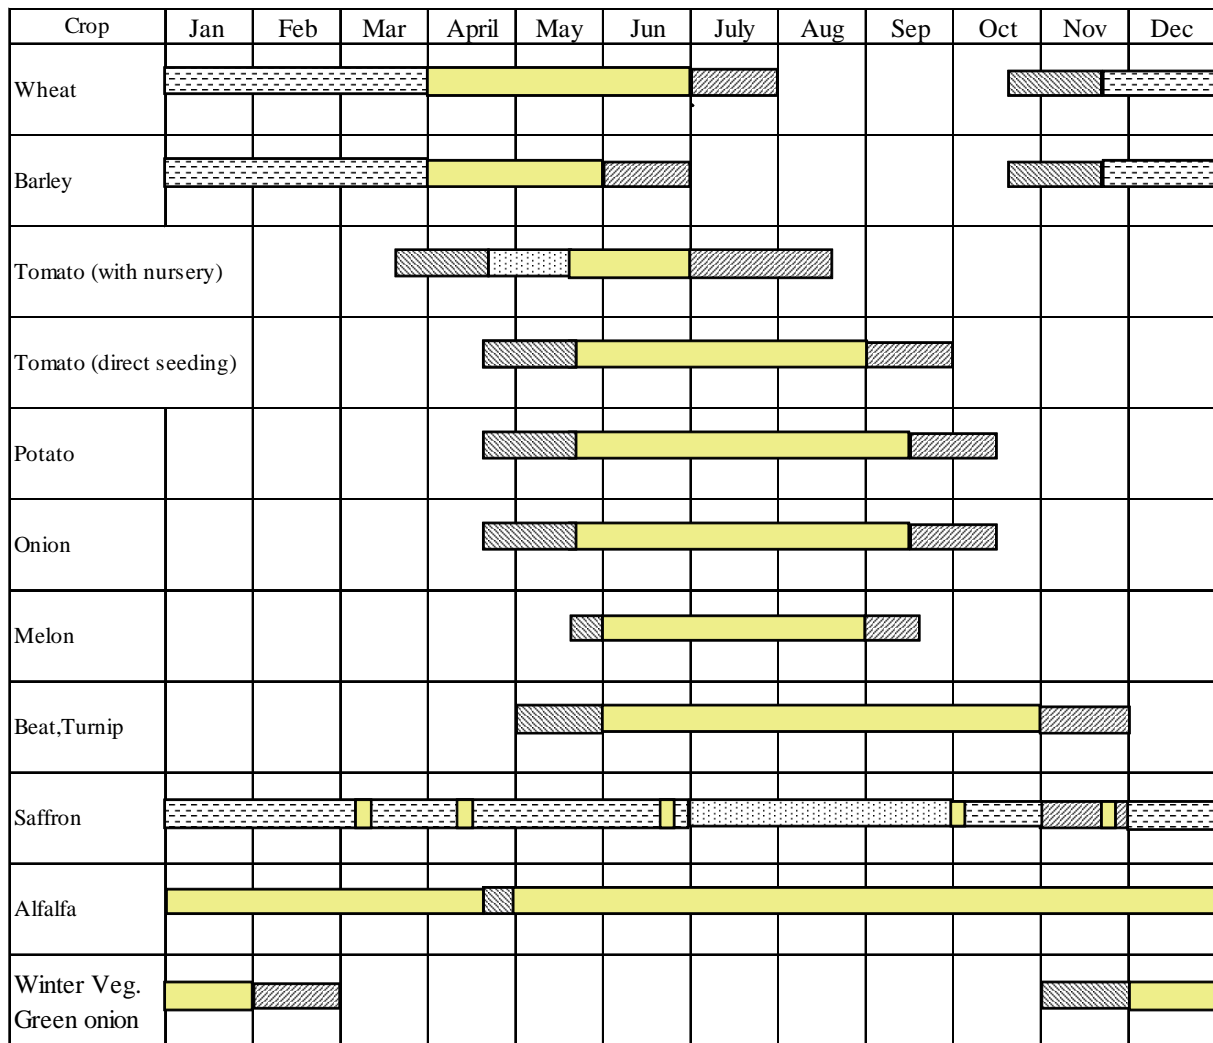 Crop Jan Feb Mar April May Jun July Aug Sep Oct Nov Dec
Wheat
Barley
Tomato (with nursery)
Tomato (direct seeding)
Potato
Onion
Melon
Beat,Turnip
Saffron
Alfalfa
Winter Veg.
Green onion